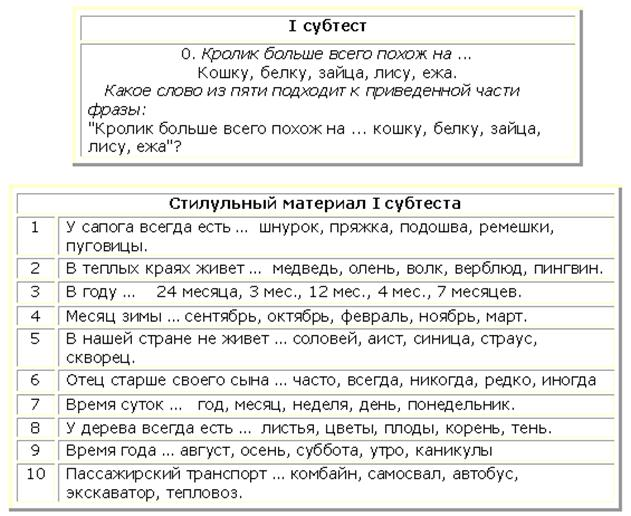 I субтест
0. Кролик больше всего похож на ...
Кошку, белку, зайца, лису, ежа.
Какое слово из пяти подходит к приведенной части
фразы:
"Кролик больше всего похож на ... кошку, белку, зайца,
лису, ежа"?
Стилульный материал I субтеста
1 У сапога всегда есть ... шнурок, пряжка, подошва, ремешки,
пуговицы.
2 В теплых краях живет ... медведь, олень, волк, верблюд, пингвин.
3 В году ... 24 месяца, 3 мес., 12 мес., 4 мес., 7 месяцев.
4 Месяц зимы ... сентябрь, октябрь, февраль, ноябрь, март.
5 В нашей стране не живет ... соловей, аист, синица, страус,
скворец.
6 Отец старше своего сына ... часто, всегда, никогда, редко, иногда
7 Время суток ... год, месяц, неделя, день, понедельник.
8 У дерева всегда есть ... листья, цветы, плоды, корень, тень.
9 Время года ... август, осень, суббота, утро, каникулы
10 Пассажирский транспорт ... комбайн, самосвал, автобус,
экскаватор, тепловоз.